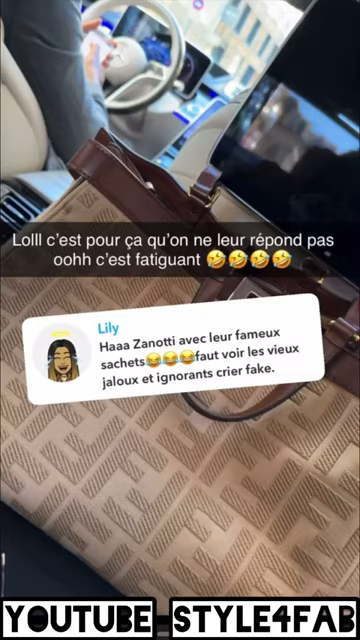 Lolll c’est pour ça qu’on ne leur répond pas
oohh c’est fatiguant 🤣🤣🤣🤣
Lily
Haaa Zanotti avec leur fameux
sachets😂😂😂faut voir les vieux
jaloux et ignorants crier fake.
YOUTUBE STYLE4FAB